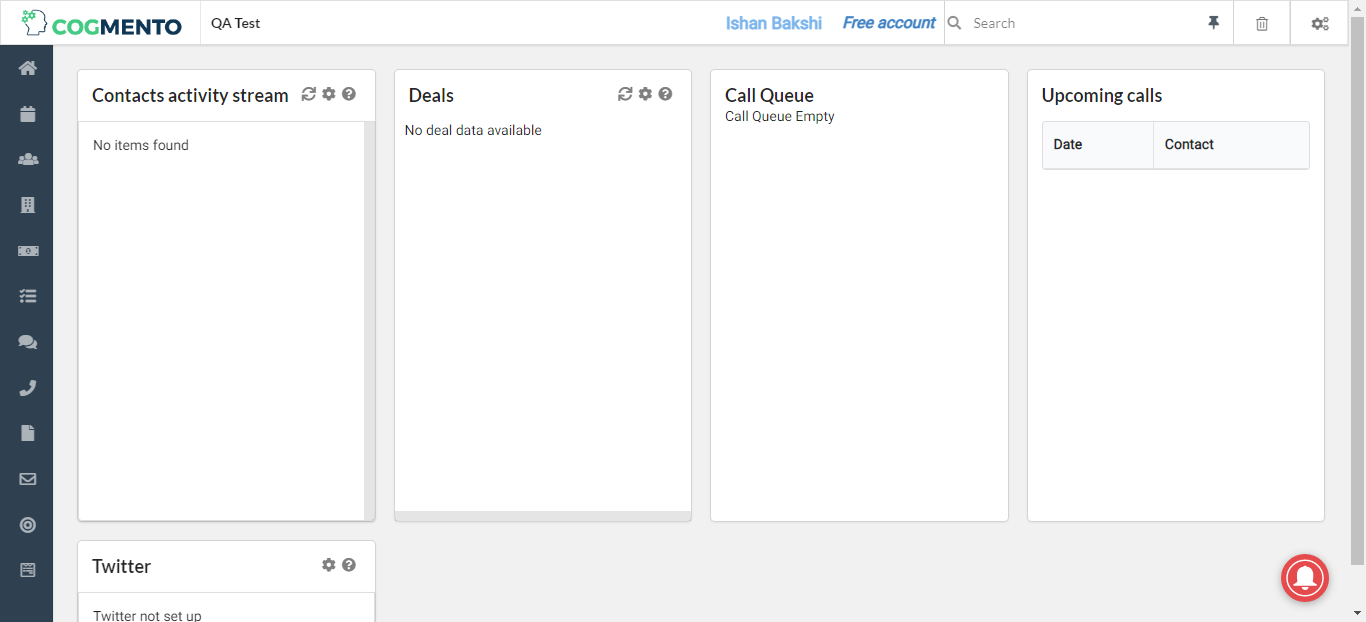 COGMENTO
QA Test
Ishan Bakshi
Free account
Search
Contacts activity stream
No items found
Deals
No deal data available
Call Queue
Call Queue Empty
Upcoming calls
Date
Contact
Twitter
Twitter not set up